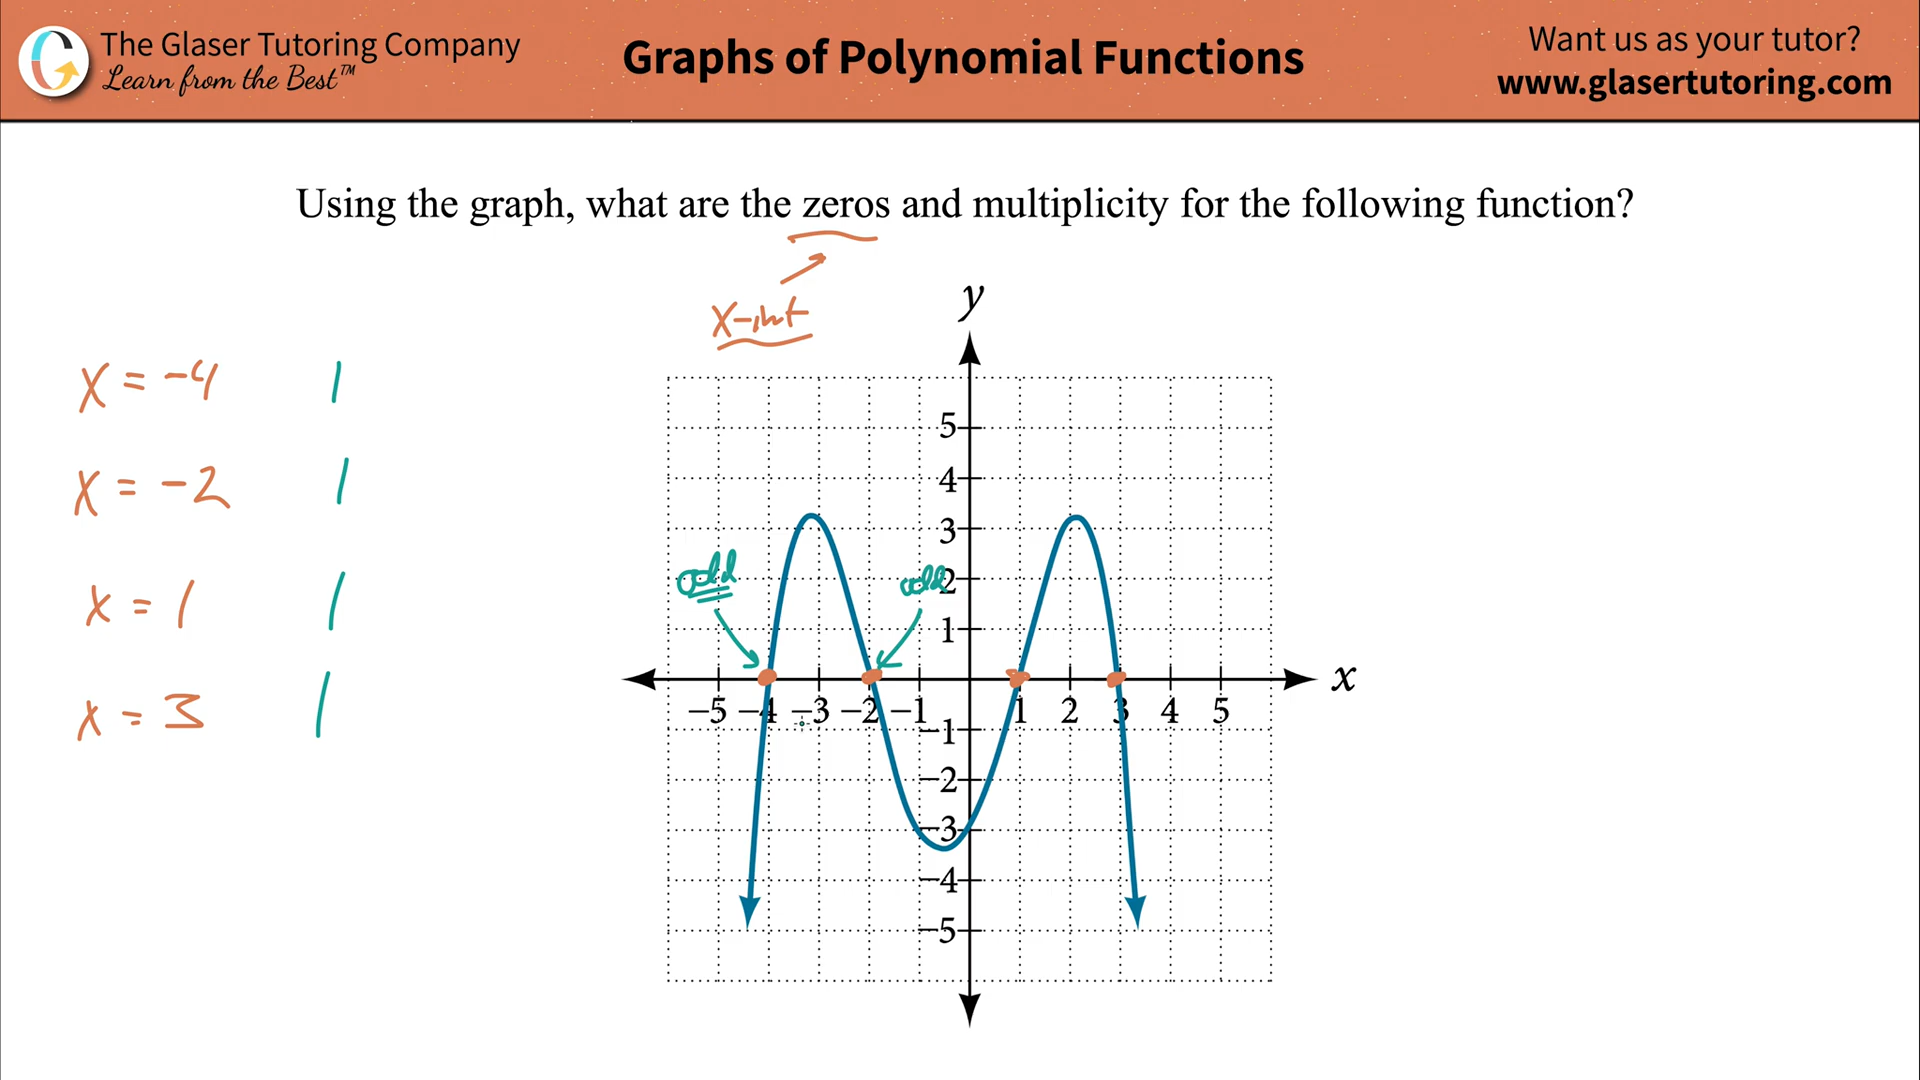 The Glaser Tutoring Company
Learn from the Best™
Graphs of Polynomial Functions
Want us as your tutor?
www.glasertutoring.com
Using the graph, what are the zeros and multiplicity for the following function?
x-int
y
x = -4 1
x = -2 1
x = 1 1
x = 3 1
5
4
3
odd
odd
2
1
x
−5 −4 −3 −2 −1 1 2 3 4 5
−1
−2
−3
−4
−5